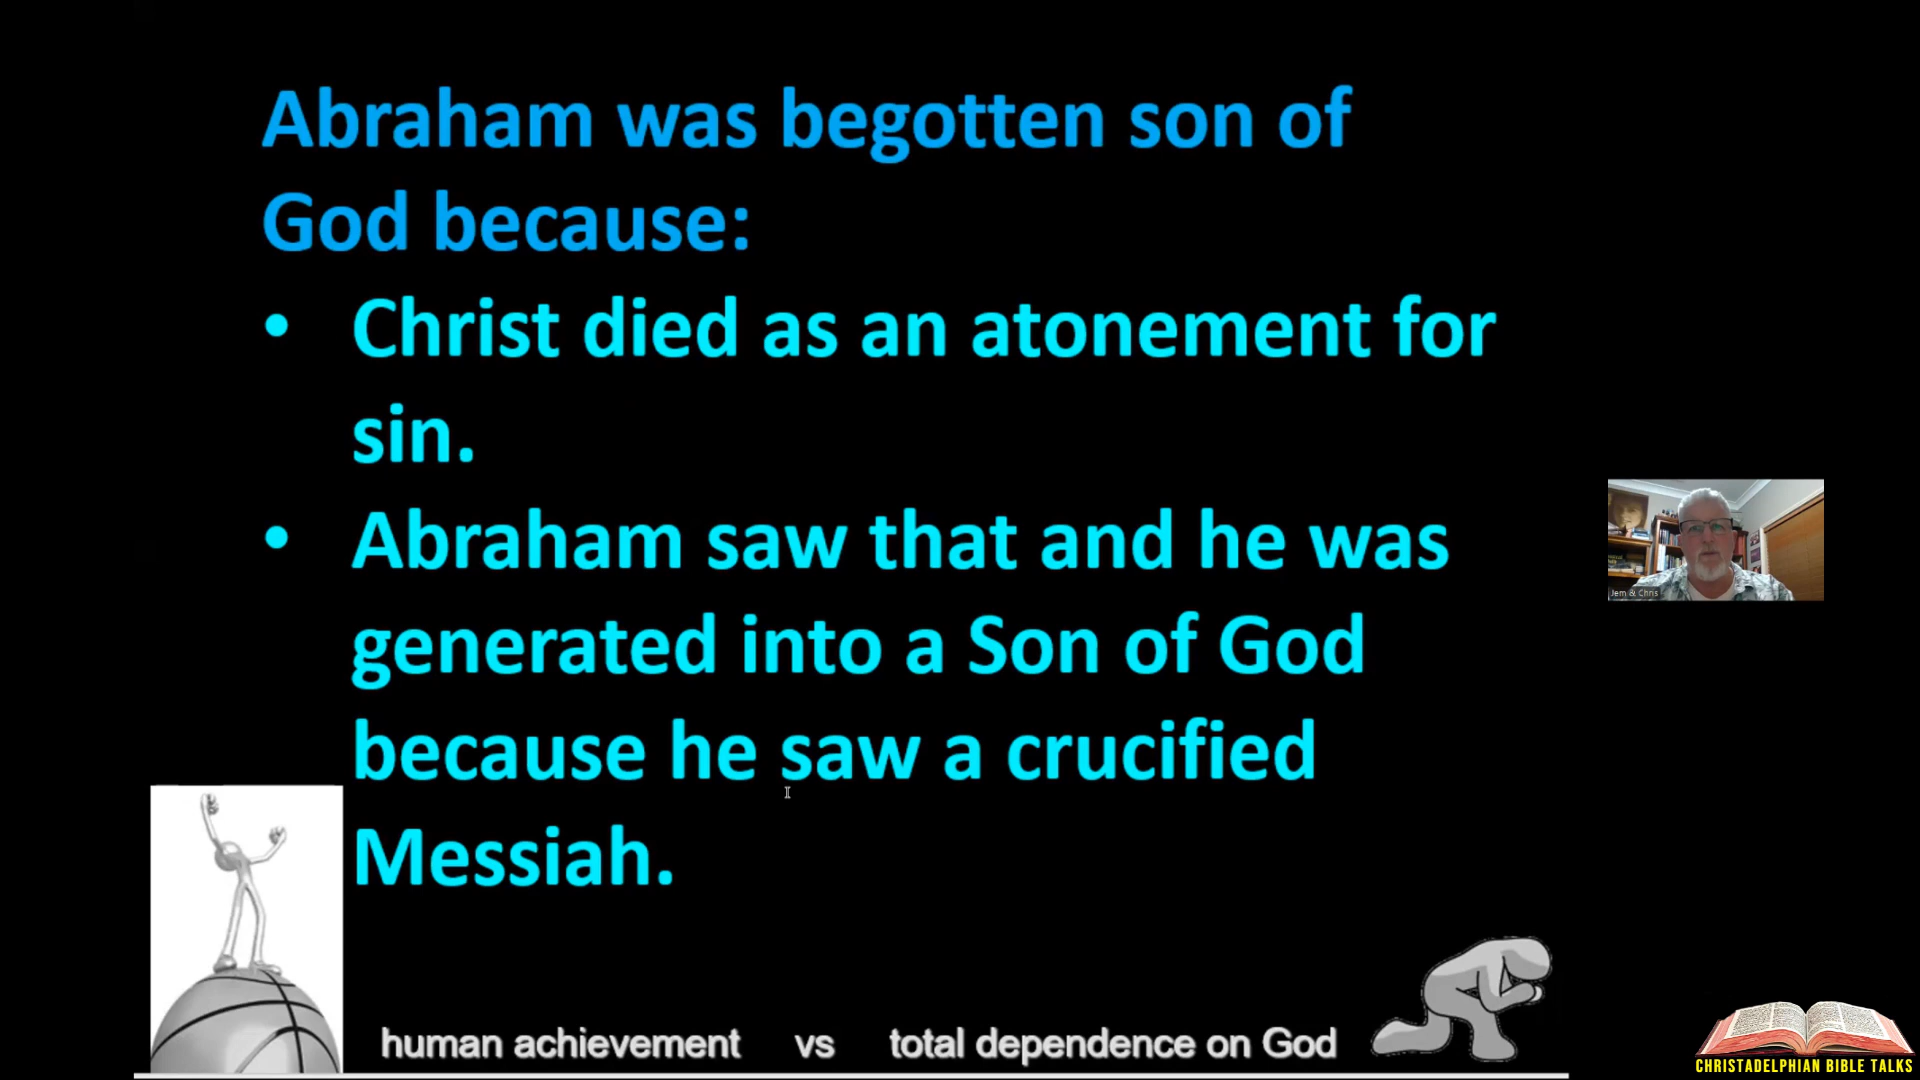 Abraham was begotten son of
God because:
• Christ died as an atonement for
sin.
• Abraham saw that and he was
generated into a Son of God
because he saw a crucified
Messiah.
Jem & Chris
human achievement vs total dependence on God
CHRISTADELPHIAN BIBLE TALKS